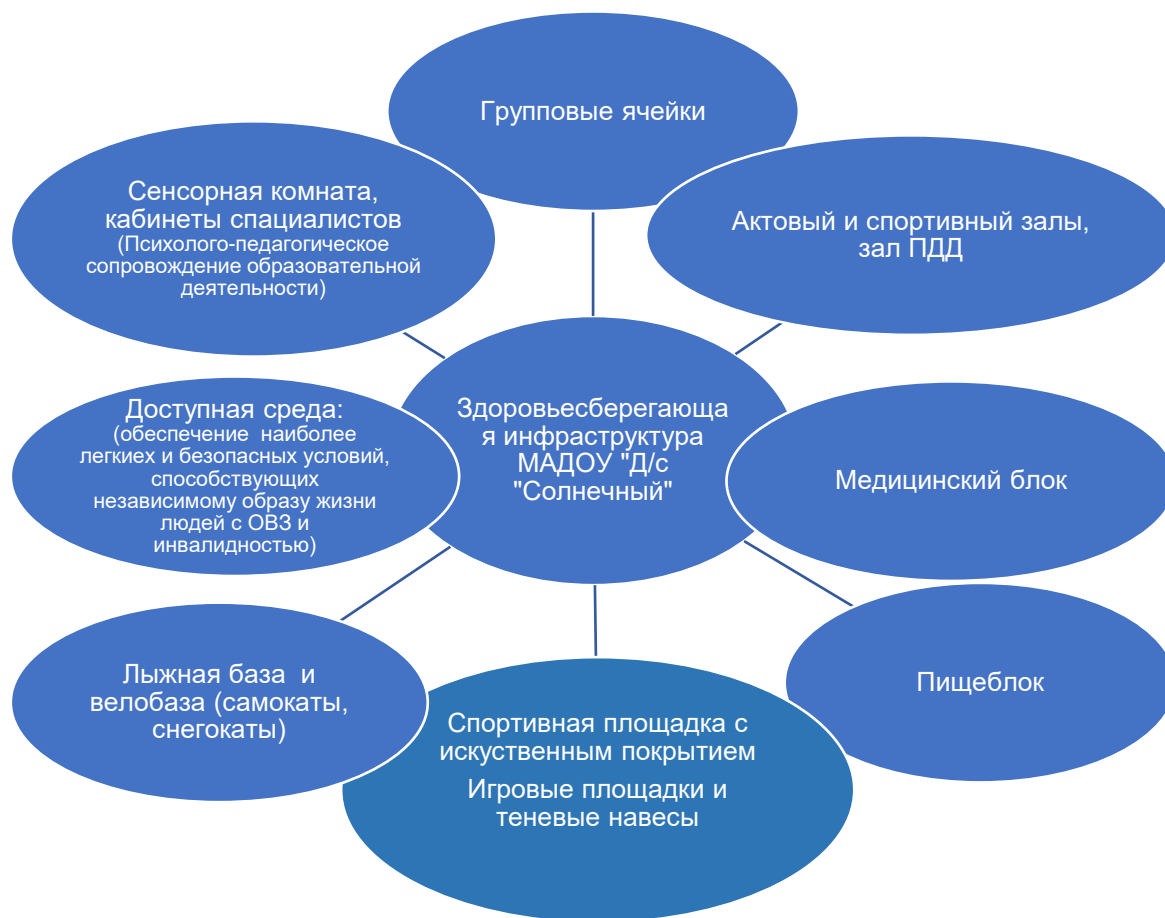 Групповые ячейки
Сенсорная комната,
кабинеты спациалистов
(Психолого-педагогическое
сопровождение образовательной
деятельности)
Актовый и спортивный залы,
зал ПДД
Здоровьесберегающа
я инфраструктура
МАДОУ "Д/с
"Солнечный"
Доступная среда:
(обеспечение наиболее
легкиех и безопасных условий,
способствующих
независимому образу жизни
людей с ОВЗ и
инвалидностью)
Медицинский блок
Лыжная база и
велобаза (самокаты,
снегокаты)
Пищеблок
Спортивная площадка с
искуственным покрытием
Игровые площадки и
теневые навесы